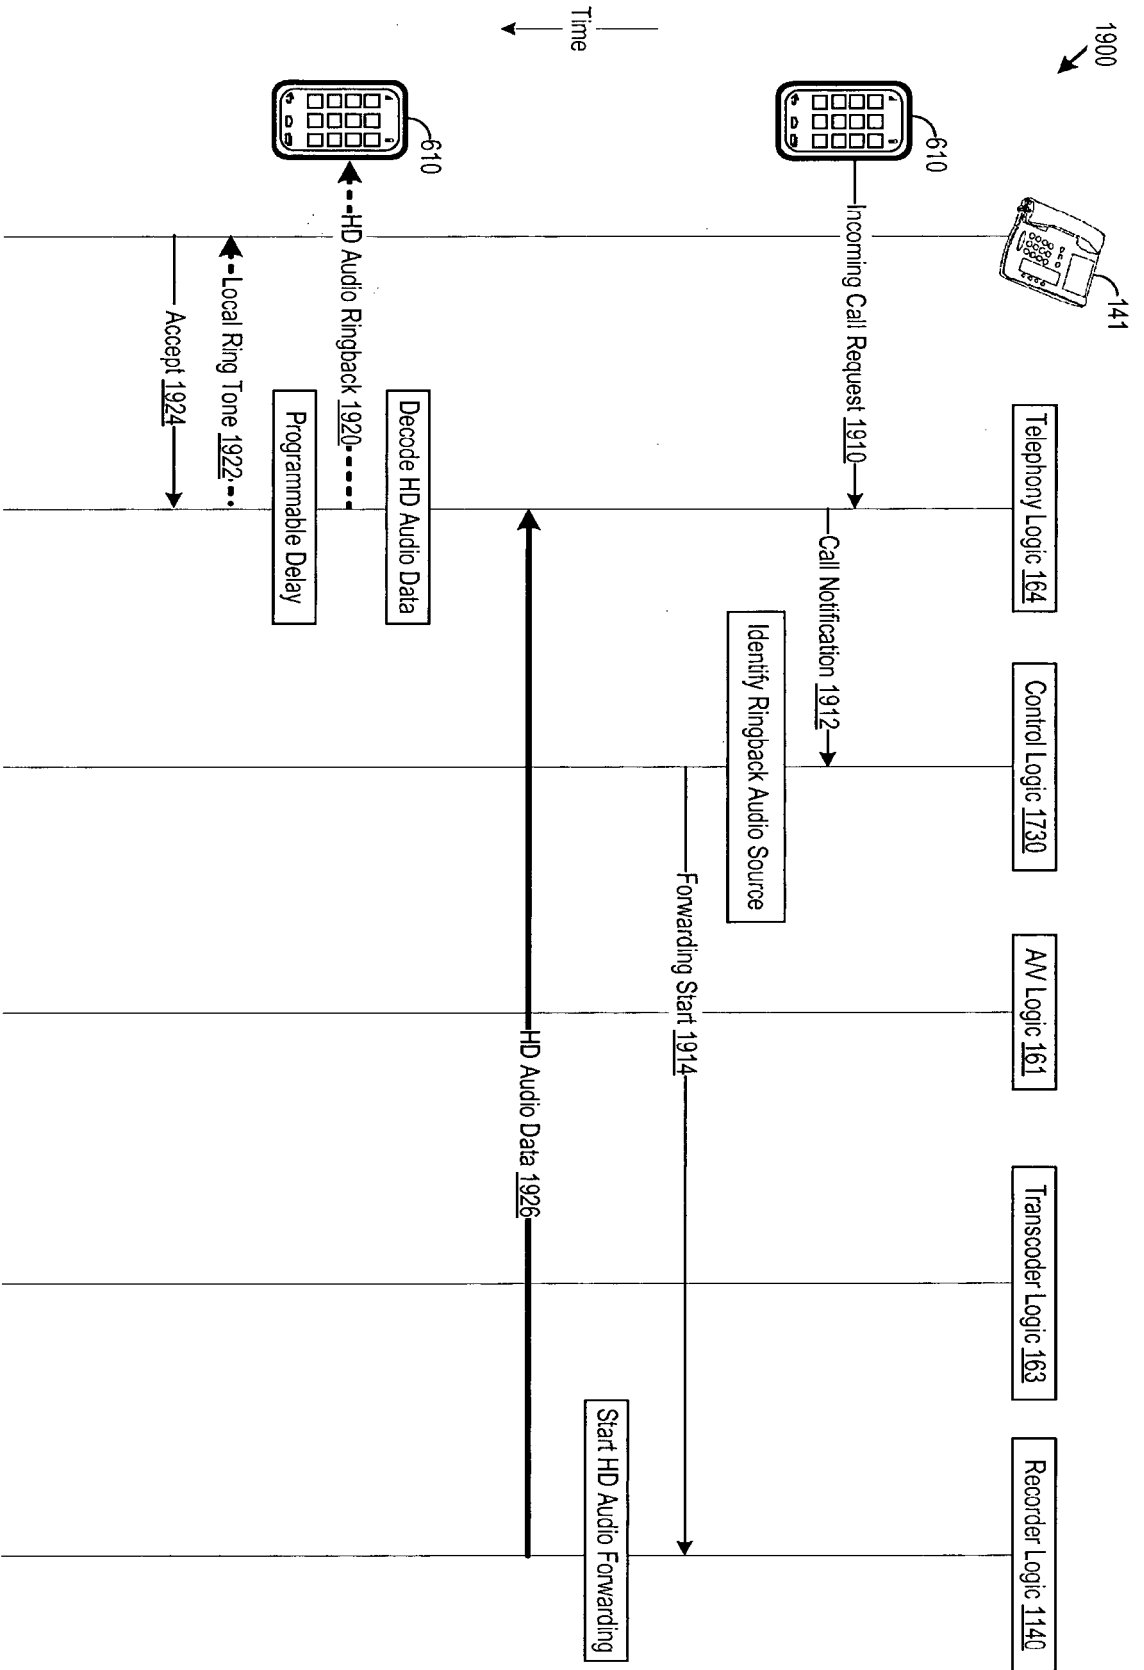 1900
141
Telephony Logic 164
Control Logic 1730
A/V Logic 161
Transcoder Logic 163
Recorder Logic 1140
610
Incoming Call Request 1910
Call Notification 1912
Identify Ringback Audio Source
Forwarding Start 1914
Start HD Audio Forwarding
HD Audio Data 1926
Time
610
Decode HD Audio Data
HD Audio Ringback 1920
Programmable Delay
Local Ring Tone 1922
Accept 1924